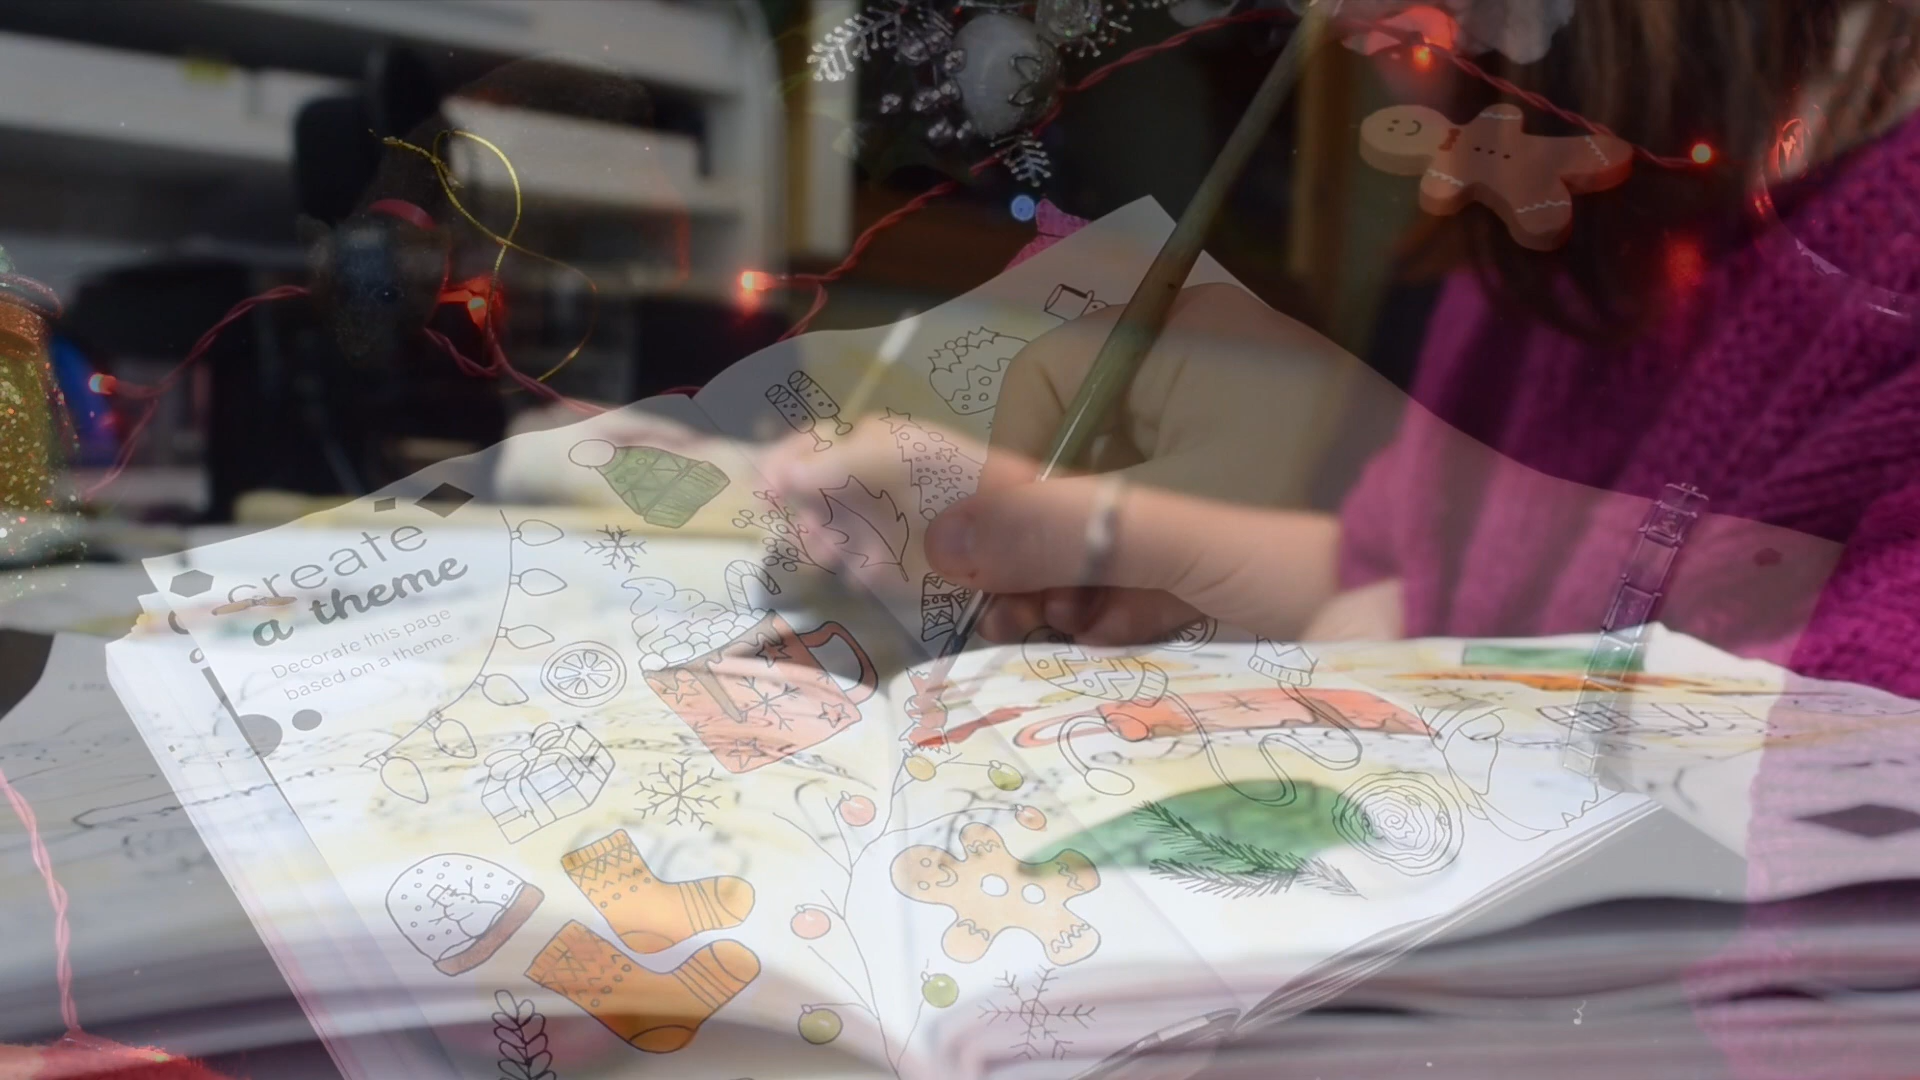 create
a theme
Decorate this page
based on a theme.